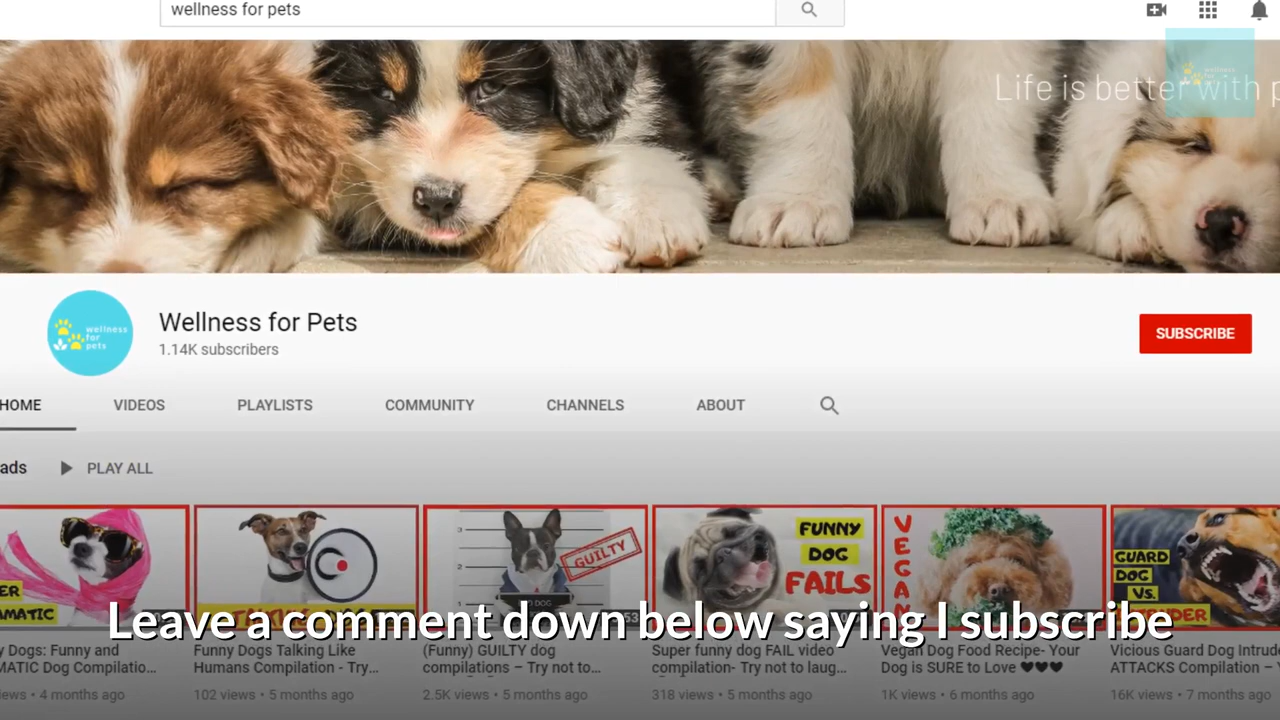 wellness for pets
wellness
for
pets
Life is better with p
wellness
for
pets
Wellness for Pets
1.14K subscribers
SUBSCRIBE
HOME VIDEOS PLAYLISTS COMMUNITY CHANNELS ABOUT
ads PLAY ALL
ER
AMATIC
GUILTY
DOG
FUNNY
DOG
FAILS
VEGAN
GUARD
DOG
VS.
RUDER
Leave a comment down below saying I subscribe
y Dogs: Funny and
MATIC Dog Compilatio...
ews • 4 months ago
Funny Dogs Talking Like
Humans Compilation - Try...
102 views • 5 months ago
(Funny) GUILTY dog
compilations – Try not to...
2.5K views • 5 months ago
Super funny dog FAIL video
compilation- Try not to laug...
318 views • 5 months ago
Vegan Dog Food Recipe- Your
Dog is SURE to Love ♥♥♥
1K views • 6 months ago
Vicious Guard Dog Intrude
ATTACKS Compilation –
16K views • 7 months ago